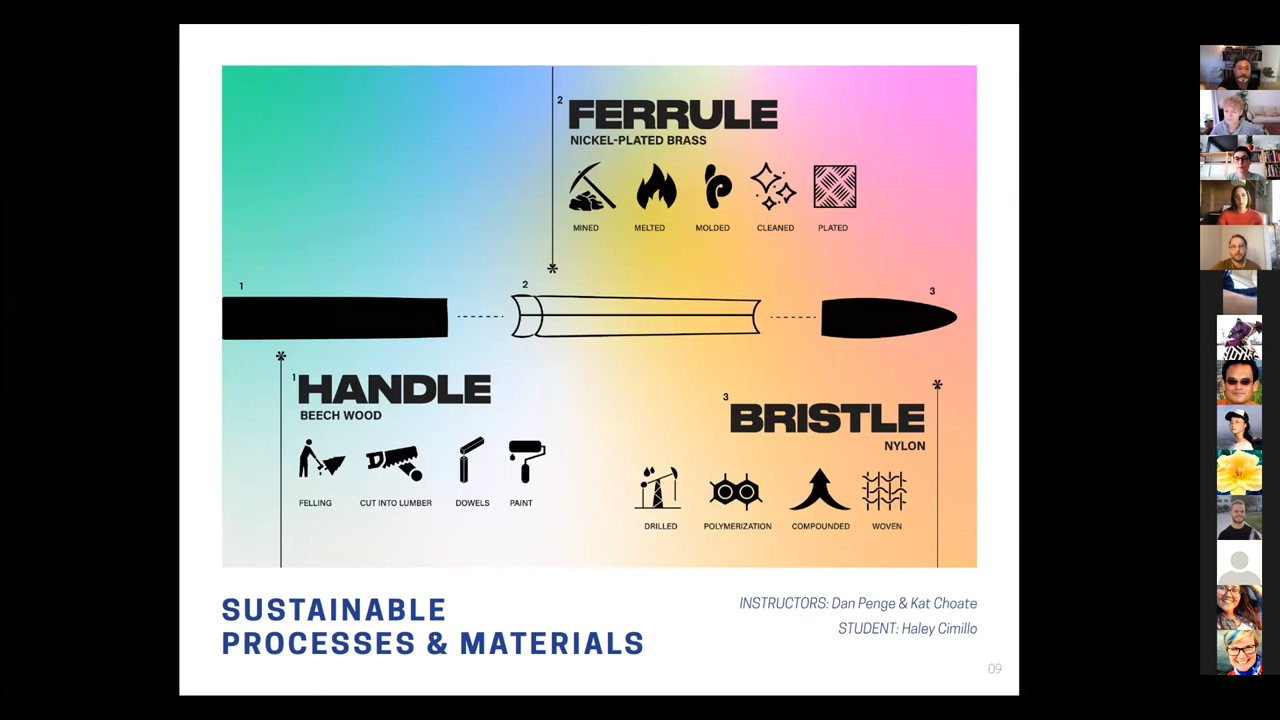 2
FERRULE
NICKEL-PLATED BRASS
MINED MELTED MOLDED CLEANED PLATED
*
1 2 3
* *
1
HANDLE
BEECH WOOD
FELLING CUT INTO LUMBER DOWELS PAINT
3
BRISTLE
NYLON
DRILLED POLYMERIZATION COMPOUNDED WOVEN
SUSTAINABLE
PROCESSES & MATERIALS
INSTRUCTORS: Dan Penge & Kat Choate
STUDENT: Haley Cimillo
09